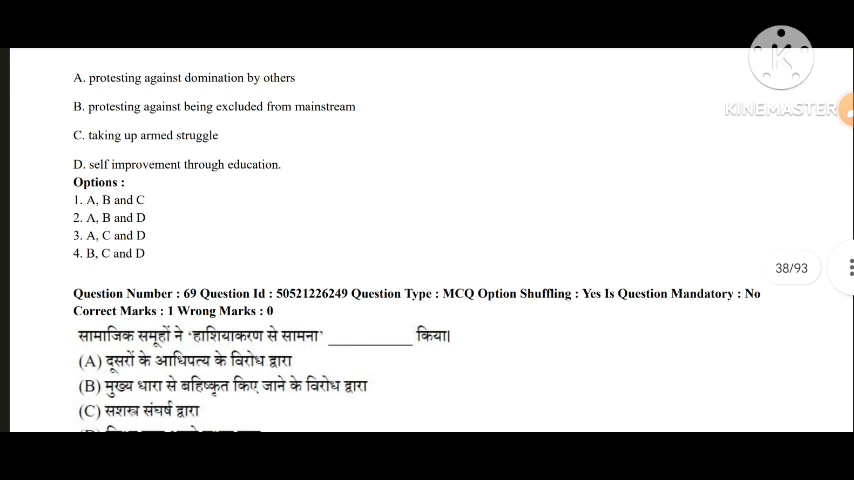 A. protesting against domination by others
KINEMASTER
B. protesting against being excluded from mainstream
C. taking up armed struggle
D. self improvement through education.
Options :
1. A, B and C
2. A, B and D
3. A, C and D
4. B, C and D
38/93
Question Number : 69 Question Id : 50521226249 Question Type : MCQ Option Shuffling : Yes Is Question Mandatory : No
Correct Marks : 1 Wrong Marks : 0
सामाजिक समूहों ने ‘हाशियाकरण से सामना’ ____________ किया।
(A) दूसरों के आधिपत्य के विरोध द्वारा
(B) मुख्य धारा से बहिष्कृत किए जाने के विरोध द्वारा
(C) सशस्त्र संघर्ष द्वारा